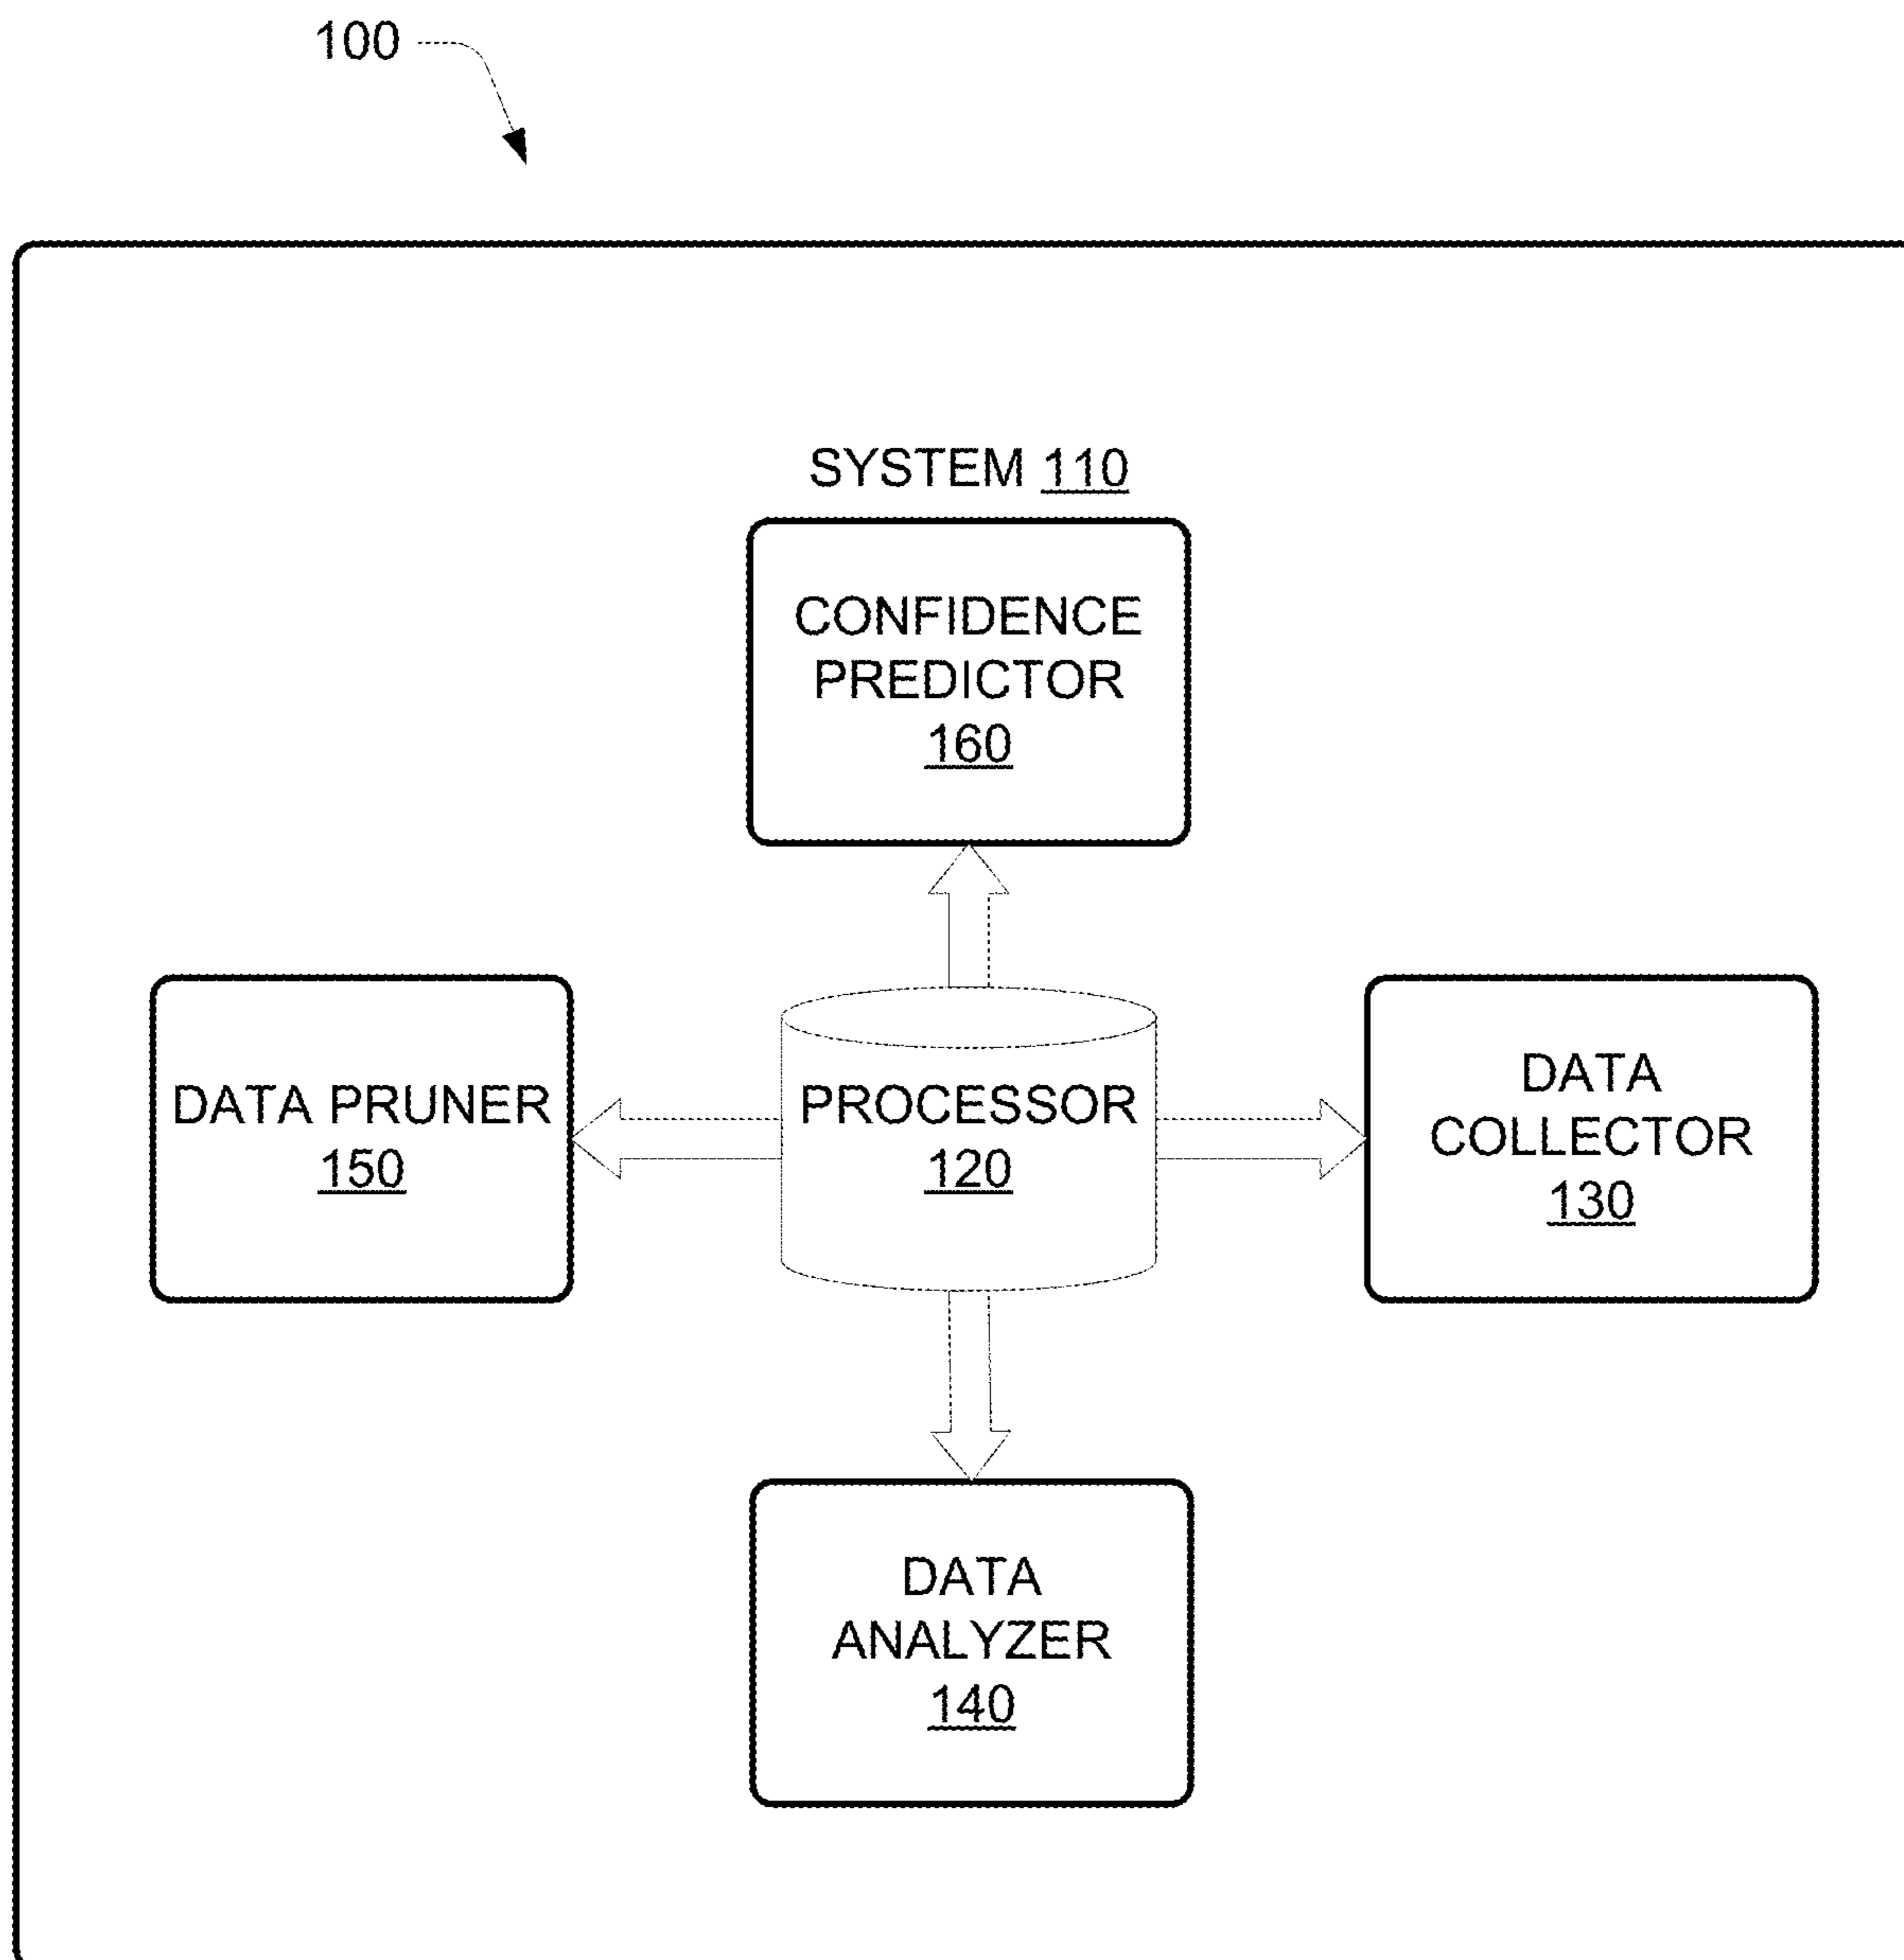 100
SYSTEM 110
CONFIDENCE
PREDICTOR
160
DATA PRUNER
150
PROCESSOR
120
DATA
COLLECTOR
130
DATA
ANALYZER
140